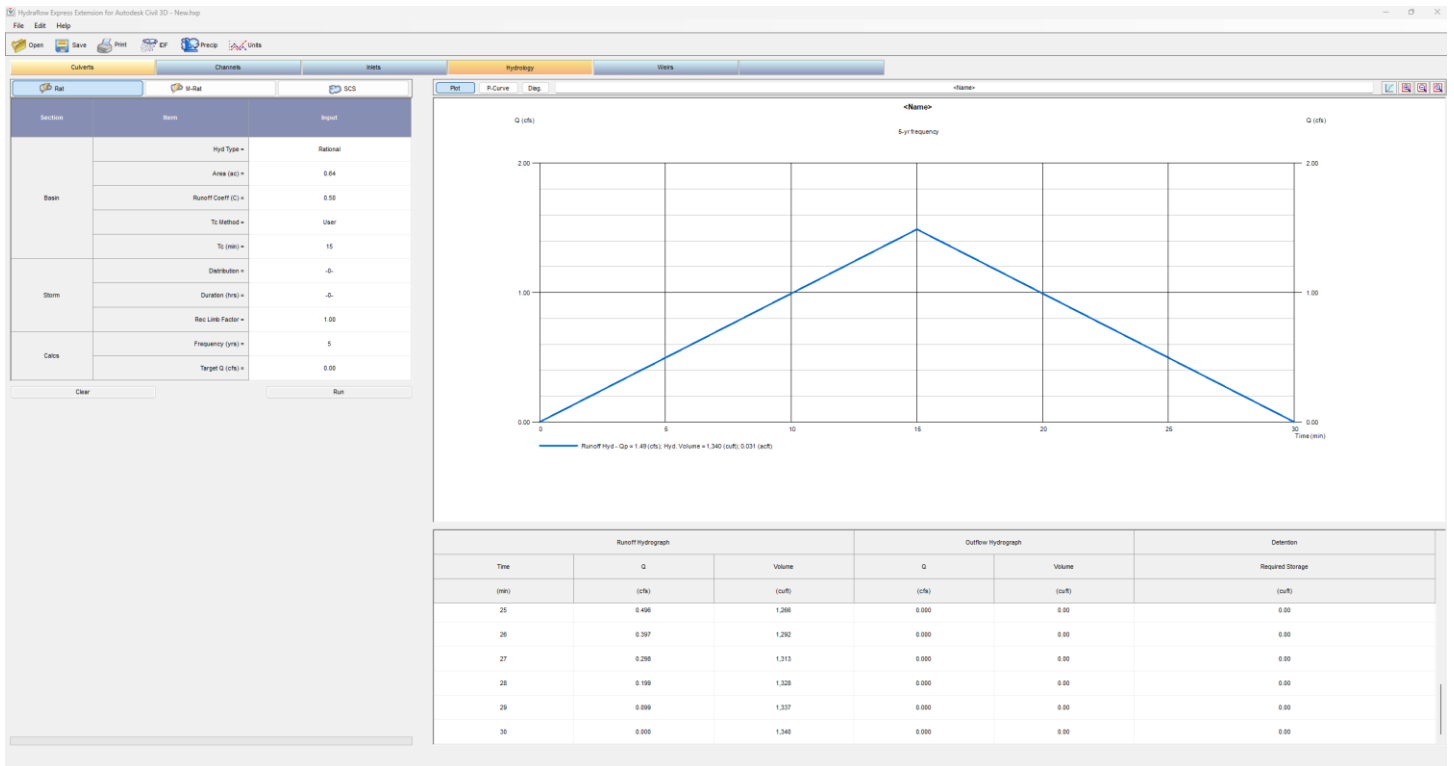 Hydraflow Express Extension for Autodesk Civil 3D - New.hxp
File Edit Help
Open Save Print IDF Precip Units
Culverts Channels Inlets Hydrology Weirs
Rat M-Rat SCS
Plot P-Curve Diag. <Name>
Section Item Input
Basin
Hyd Type = Rational
Area (ac) = 0.64
Runoff Coeff (C) = 0.50
Tc Method = User
Tc (min) = 15
Storm
Distribution = -0-
Duration (hrs) = -0-
Rec Limb Factor = 1.00
Calcs
Frequency (yrs) = 5
Target Q (cfs) = 0.00
Clear Run
<Name>
Q (cfs) Q (cfs)
5-yr frequency
2.00 2.00
1.00 1.00
0.00 0.00
0 5 10 15 20 25 30
Time (min)
Runoff Hyd - Qp = 1.49 (cfs); Hyd. Volume = 1,340 (cuft); 0.031 (acft)
Runoff Hydrograph Outflow Hydrograph Detention
Time Q Volume Q Volume Required Storage
(min) (cfs) (cuft) (cfs) (cuft) (cuft)
25 0.496 1,266 0.000 0.00 0.00
26 0.397 1,292 0.000 0.00 0.00
27 0.298 1,313 0.000 0.00 0.00
28 0.199 1,328 0.000 0.00 0.00
29 0.099 1,337 0.000 0.00 0.00
30 0.000 1,340 0.000 0.00 0.00